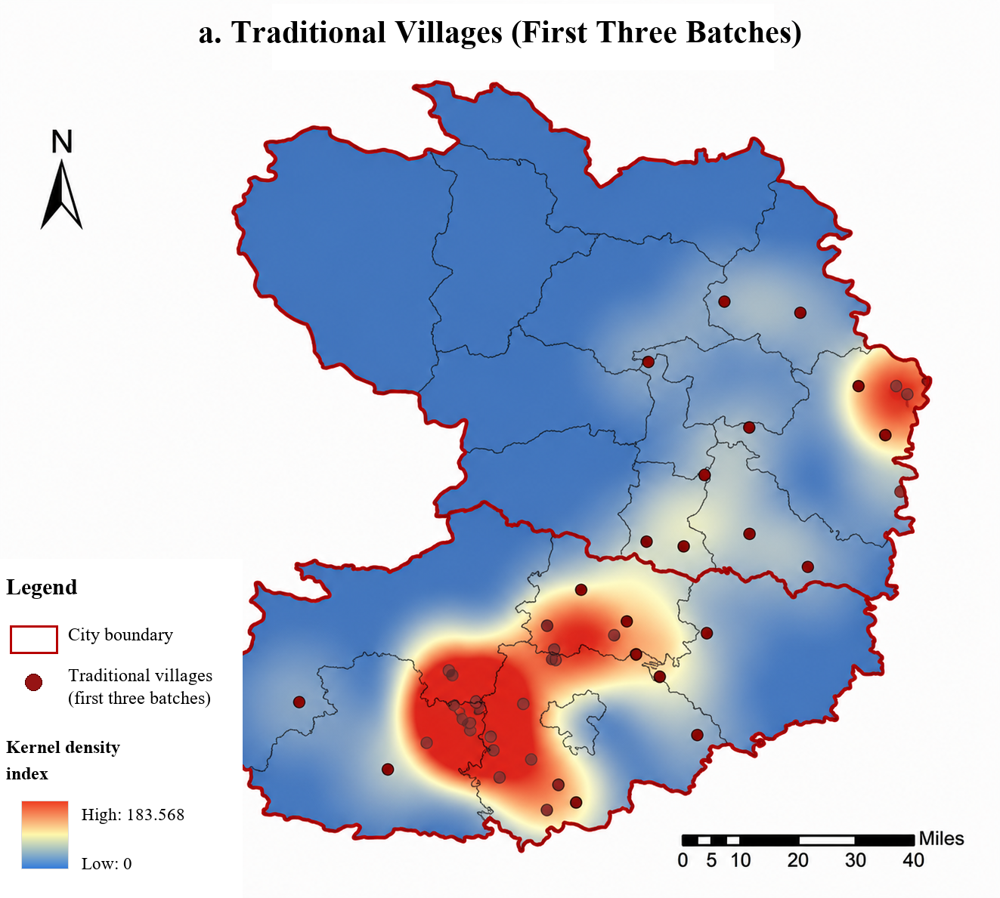 a. Traditional Villages (First Three Batches)
N
Legend
City boundary
Traditional villages
(first three batches)
Kernel density
index
High: 183.568
Low: 0
Miles
0 5 10 20 30 40